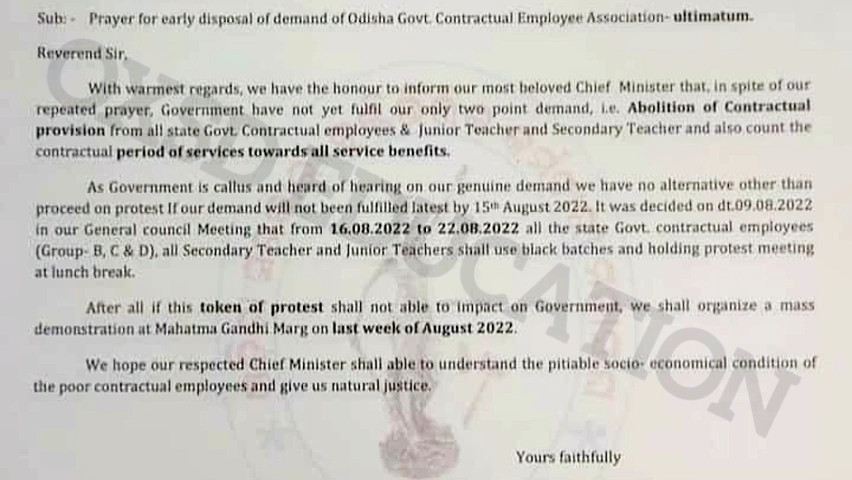 Sub: - Prayer for early disposal of demand of Odisha Govt. Contractual Employee Association- ultimatum.
Reverend Sir,
With warmest regards, we have the honour to inform our most beloved Chief Minister that, in spite of our
repeated prayer, Government have not yet fulfil our only two point demand, i.e. Abolition of Contractual
provision from all state Govt. Contractual employees & Junior Teacher and Secondary Teacher and also count the
contractual period of services towards all service benefits.
As Government is callus and heard of hearing on our genuine demand we have no alternative other than
proceed on protest If our demand will not been fulfilled latest by 15th August 2022. It was decided on dt.09.08.2022
in our General council Meeting that from 16.08.2022 to 22.08.2022 all the state Govt. contractual employees
(Group- B, C & D), all Secondary Teacher and Junior Teachers shall use black batches and holding protest meeting
at lunch break.
After all if this token of protest shall not able to impact on Government, we shall organize a mass
demonstration at Mahatma Gandhi Marg on last week of August 2022.
We hope our respected Chief Minister shall able to understand the pitiable socio- economical condition of
the poor contractual employees and give us natural justice.
Yours faithfully